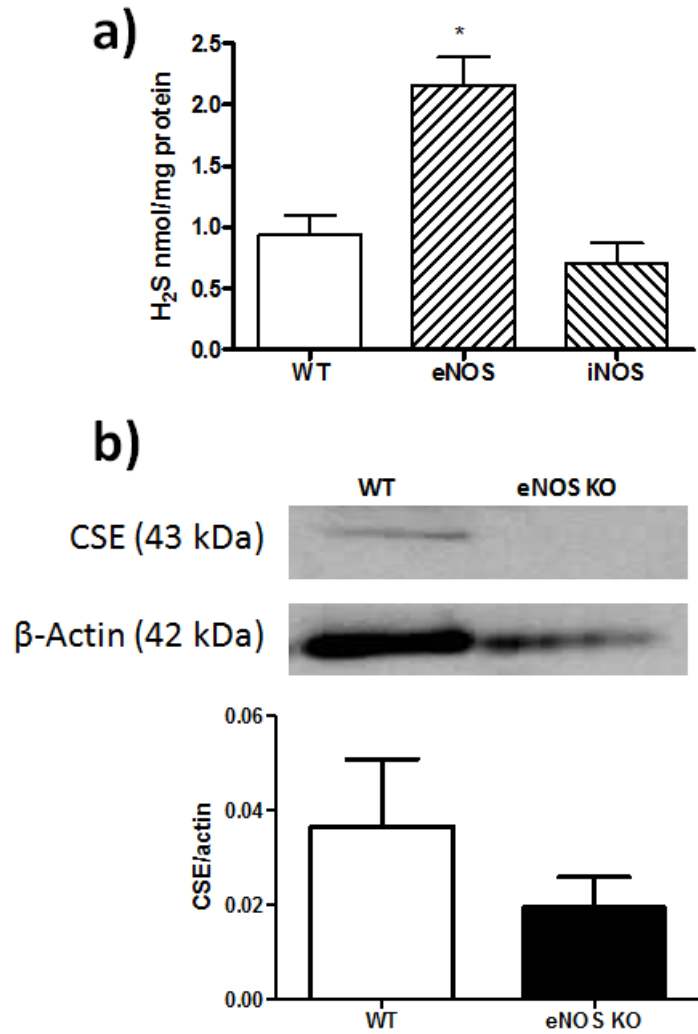 a)
*
H₂S nmol/mg protein
2.5
2.0
1.5
1.0
0.5
0.0
WT eNOS iNOS
b)
WT eNOS KO
CSE (43 kDa)
β-Actin (42 kDa)
CSE/actin
0.06
0.04
0.02
0.00
WT eNOS KO